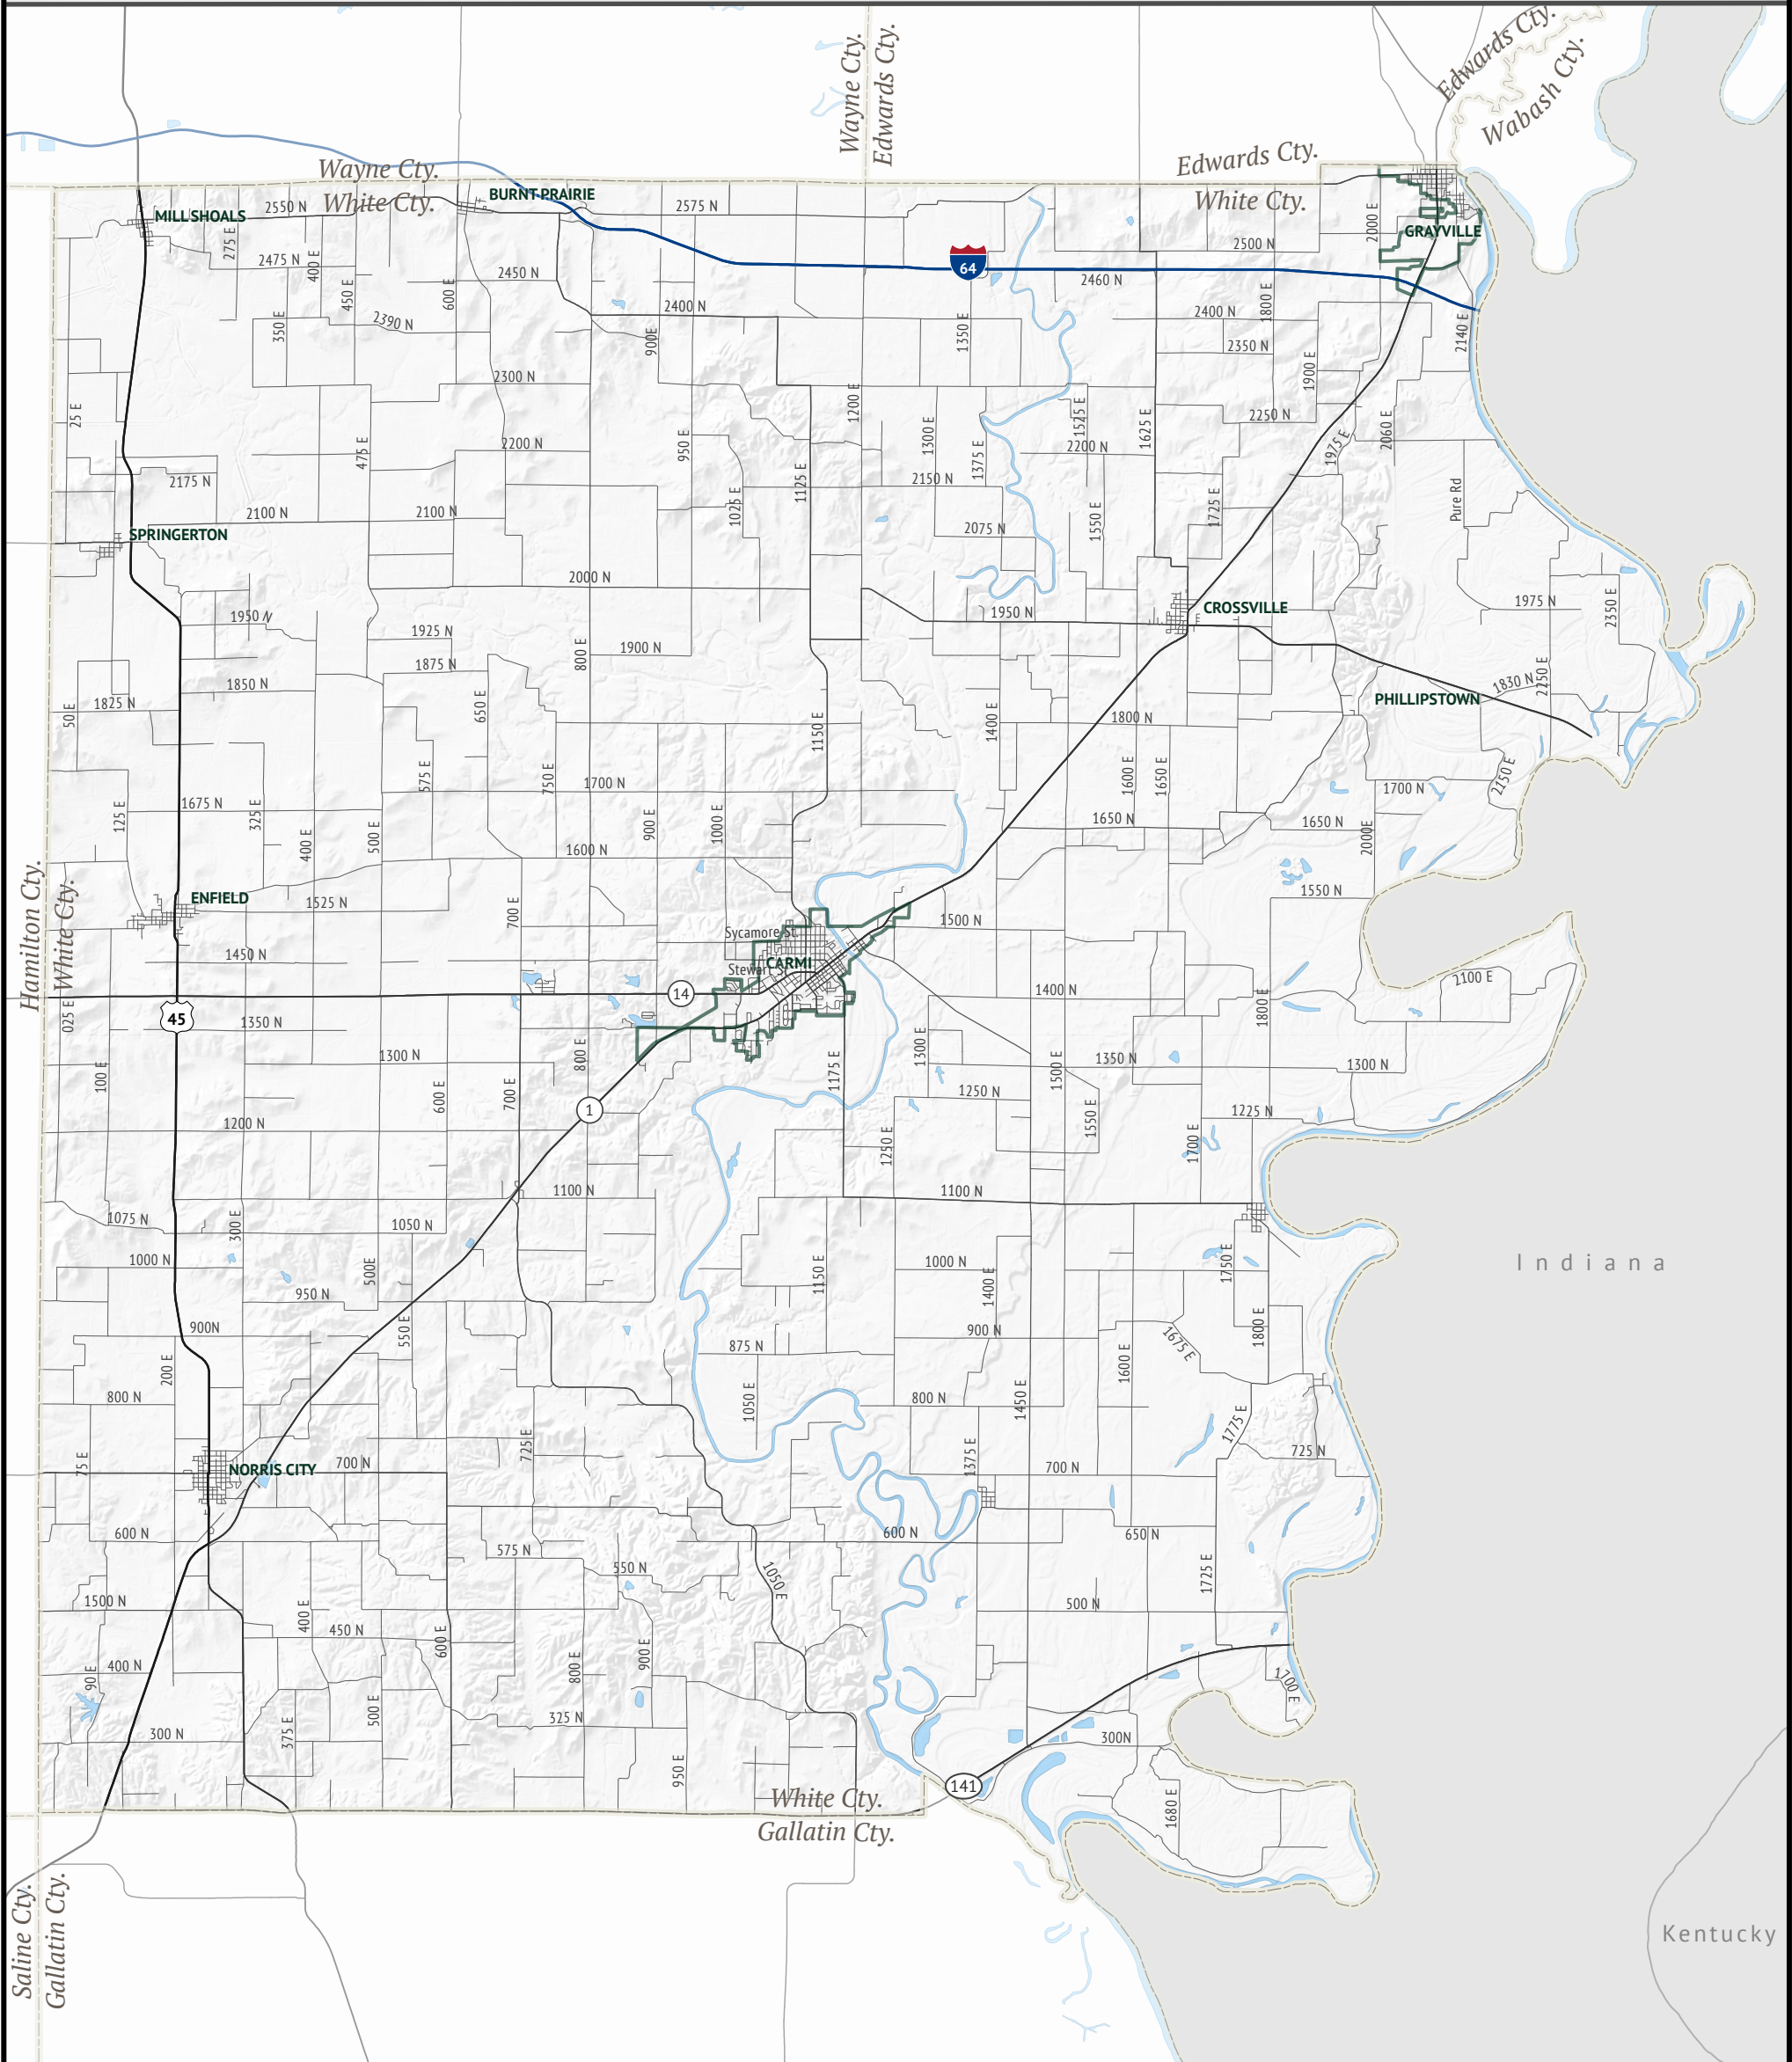 Edwards Cty.
Wabash Cty.
Wayne Cty.
Edwards Cty.
Wayne Cty.
White Cty.
Edwards Cty.
White Cty.
BURNT PRAIRIE
MILL SHOALS
2550 N
2575 N
2000 E
GRAYVILLE
275 E
2475 N
400 E
450 E
2450 N
600 E
64
2500 N
2460 N
1800 E
2400 N
2400 N
350 E
2390 N
900E
1350 E
2140 E
2350 N
1900 E
2300 N
25 E
1200 E
1525 E
2250 N
475 E
2200 N
950 E
1300 E
1375 E
2200 N
1625 E
1975 E
2060 E
2175 N
1025 E
1125 E
2150 N
1725 E
Pure Rd
2100 N
2100 N
2075 N
1550 E
SPRINGERTON
2000 N
1950 N
1950 N
CROSSVILLE
1975 N
2350 E
1925 N
800 E
1900 N
1875 N
1850 N
1825 N
50 E
650 E
1150 E
1400 E
1800 N
PHILLIPSTOWN
1830 N
2250 E
575 E
750 E
1700 N
1600 E
1650 E
1700 N
2150 E
125 E
1675 N
325 E
400 E
500 E
900 E
1000 E
1650 N
1650 N
2000E
1600 N
Hamilton Cty.
White Cty.
ENFIELD
1525 N
700 E
1550 N
Sycamore St.
1500 N
1450 N
CARMI
Stewart St.
2100 E
14
1400 N
1800 E
025 E
45
1350 N
1300 N
800 E
1300 E
1350 N
1300 N
100 E
600 E
700 E
1175 E
1500 E
1250 N
1
1550 E
1225 N
1200 N
1250 E
1700 E
1100 N
1100 N
1075 N
300 E
1050 N
1000 N
500E
1150 E
1000 N
1400 E
1750 E
Indiana
950 N
900N
550 E
875 N
900 N
1675 E
1800 E
200 E
1600 E
800 N
1050 E
800 N
1450 E
1775 E
75 E
NORRIS CITY
700 N
725 E
1375 E
700 N
725 N
600 N
600 N
650 N
575 N
550 N
1050 E
1725 E
1500 N
400 E
450 N
600 E
500 N
400 N
90 E
800 E
900 E
1700 E
500 E
325 N
300 N
375 E
300N
950 E
141
1680 E
White Cty.
Gallatin Cty.
Saline Cty.
Gallatin Cty.
Kentucky